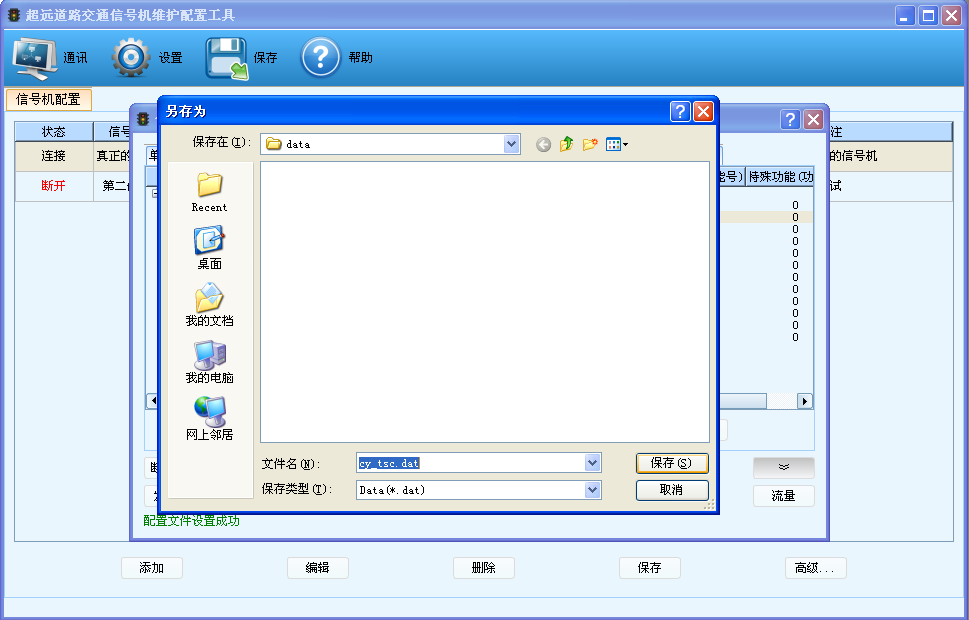 超远道路交通信号机维护配置工具
通讯
设置
保存
帮助
信号机配置
状态
信号
注
连接
真正的
的信号机
断开
第二
试
能号)
特殊功能(功
0
0
0
0
0
0
0
0
0
0
0
0
另存为
保存在(I):
data
Recent
桌面
我的文档
我的电脑
网上邻居
文件名(N):
cy_tsc.dat
保存(S)
保存类型(T):
Data(*.dat)
取消
流量
配置文件设置成功
添加
编辑
删除
保存
高级...